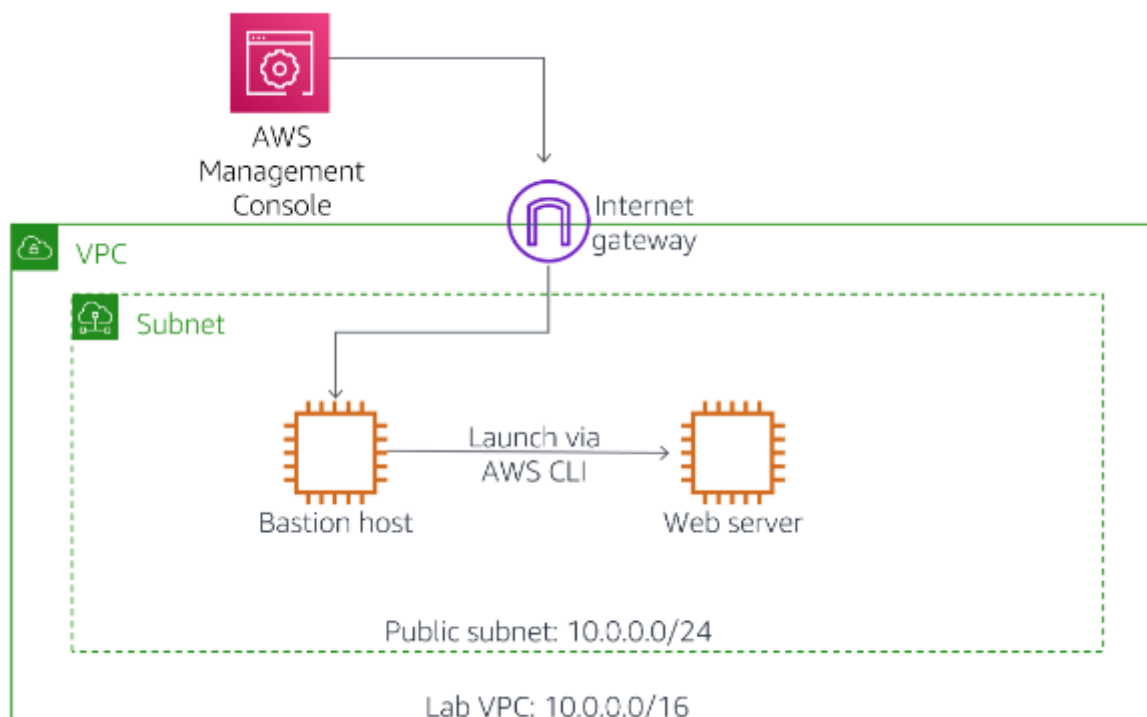 AWS
Management
Console
Internet
gateway
VPC
Subnet
Launch via
AWS CLI
Bastion host
Web server
Public subnet: 10.0.0.0/24
Lab VPC: 10.0.0.0/16